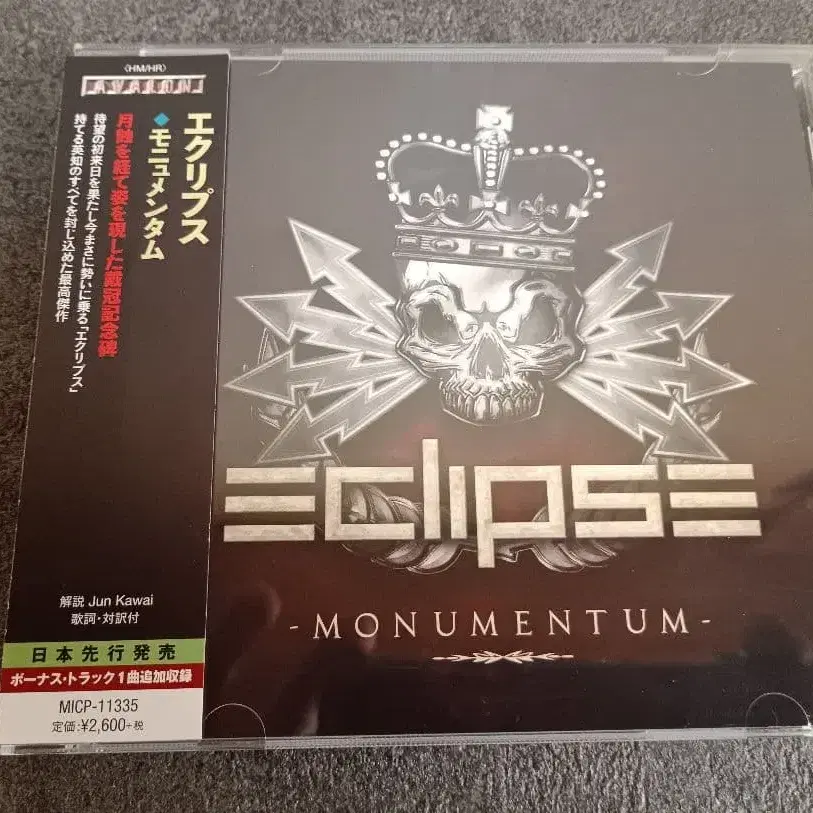 〈HM/HR〉
AVALON
エクリプス
◆モニュメンタム
月蝕を経て姿を現した戴冠記念碑
待望の初来日を果たし今まさに勢いに乗る「エクリプス」
持てる英知のすべてを封じ込めた最高傑作
解説 Jun Kawai
歌詞・対訳付
日本先行発売
ボーナス・トラック1曲追加収録
MICP-11335
定価:¥2,600+税
Eclipse
-MONUMENTUM-